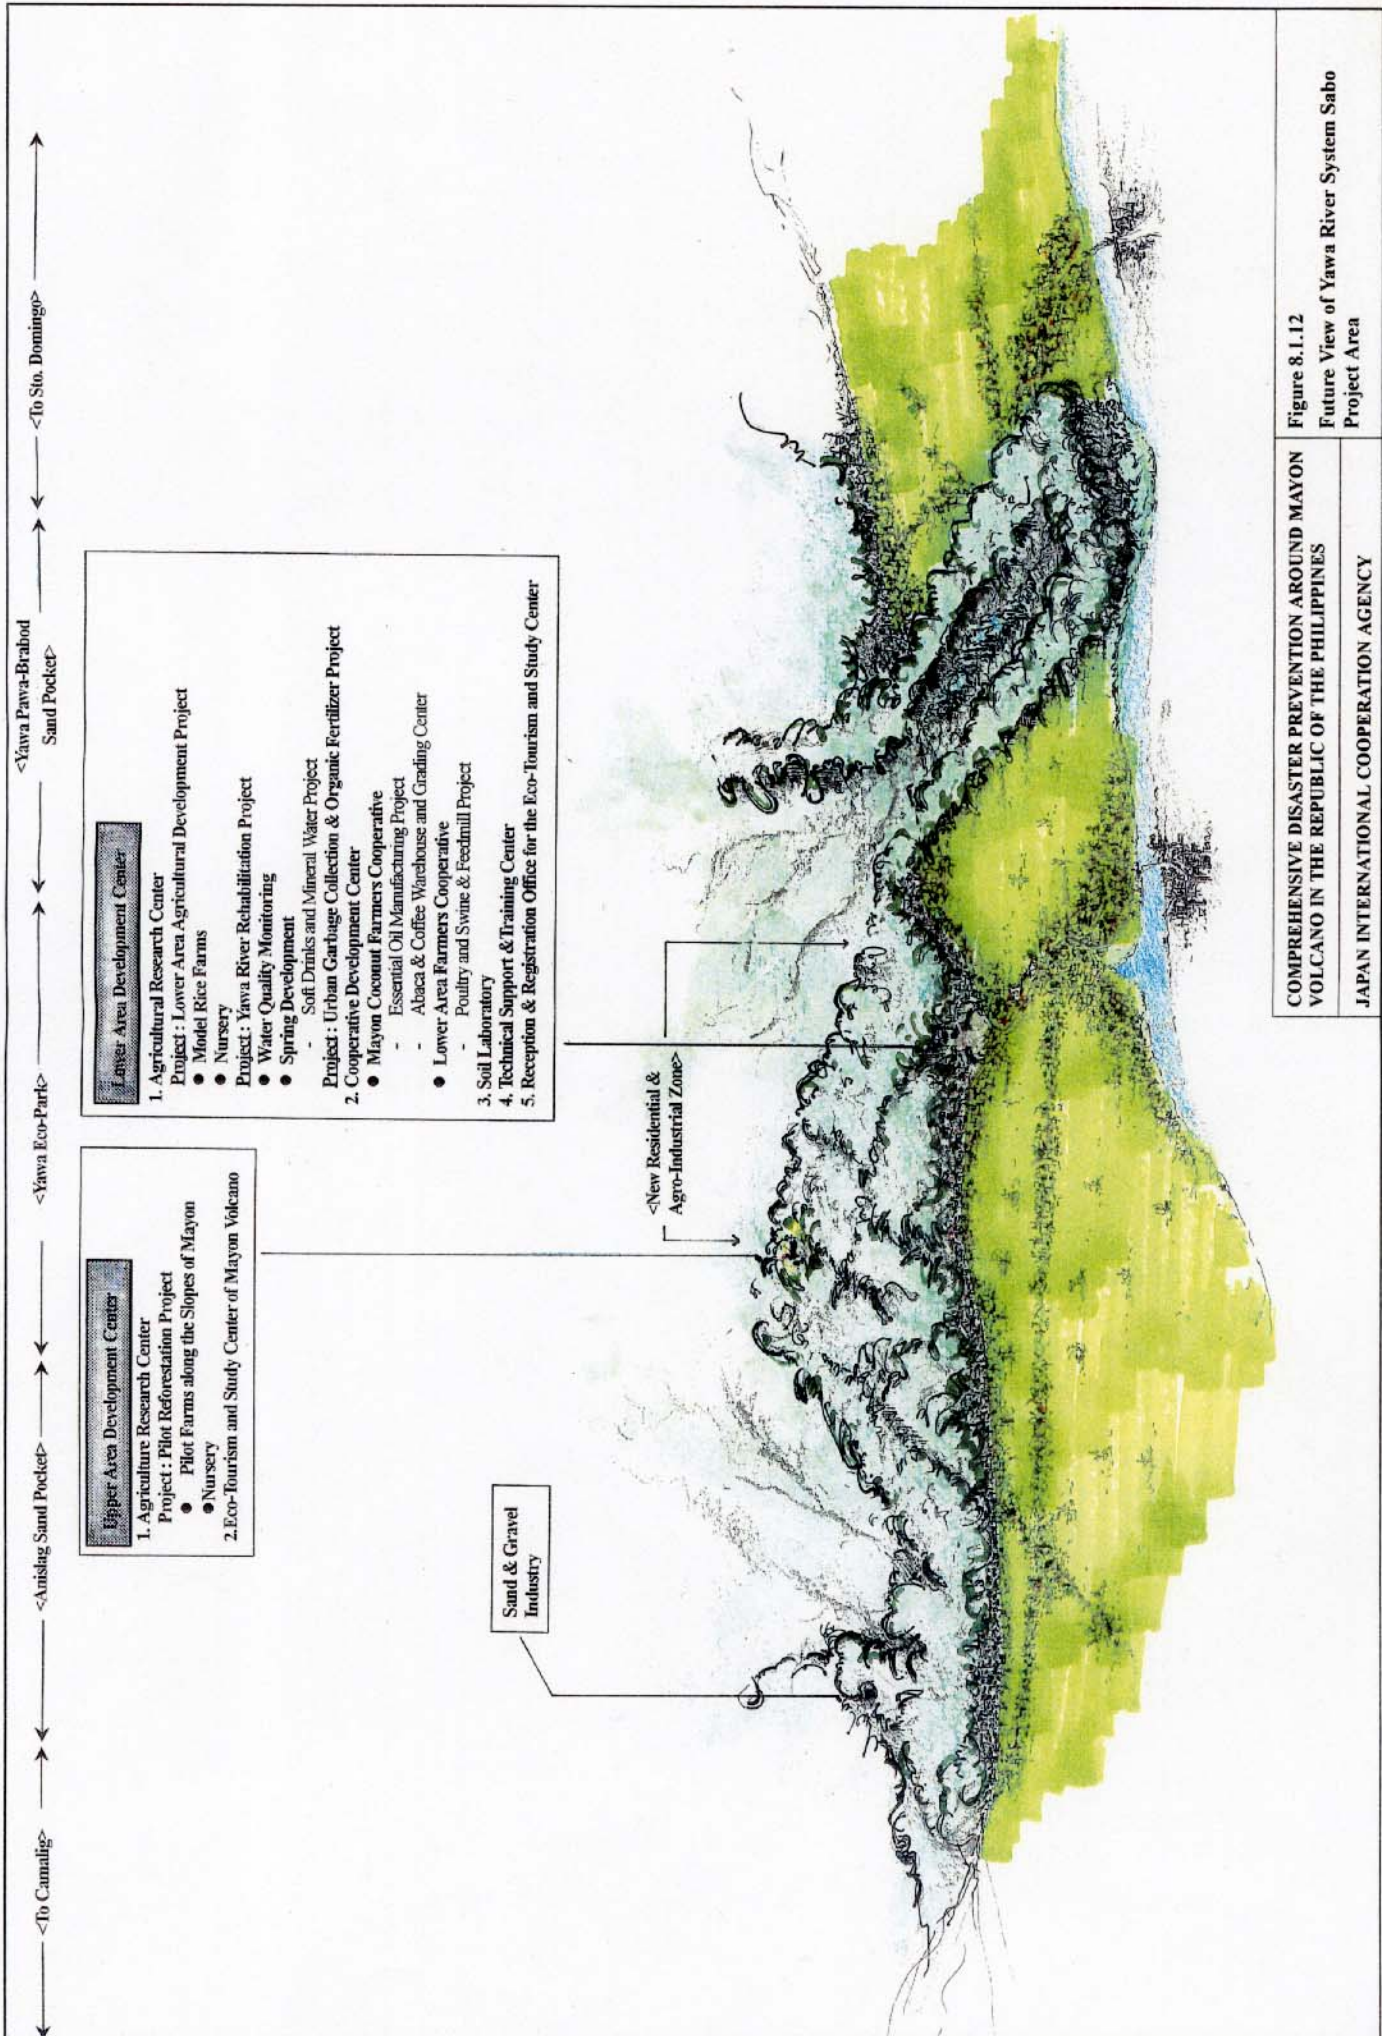 <To Camalig>
<Anislag Sand Pocket>
<Yawa Eco-Park>
<Yawa Pawa-Brabod
Sand Pocket>
<To Sto. Domingo>
Upper Area Development Center
1. Agriculture Research Center
Project : Pilot Reforestation Project
● Pilot Farms along the Slopes of Mayon
● Nursery
2. Eco-Tourism and Study Center of Mayon Volcano
Lower Area Development Center
1. Agricultural Research Center
Project : Lower Area Agricultural Development Project
● Model Rice Farms
● Nursery
Project : Yawa River Rehabilitation Project
● Water Quality Monitoring
● Spring Development
- Soft Drinks and Mineral Water Project
Project : Urban Garbage Collection & Organic Fertilizer Project
2. Cooperative Development Center
● Mayon Coconut Farmers Cooperative
- Essential Oil Manufacturing Project
- Abaca & Coffee Warehouse and Grading Center
● Lower Area Farmers Cooperative
- Poultry and Swine & Feedmill Project
3. Soil Laboratory
4. Technical Support & Training Center
5. Reception & Registration Office for the Eco-Tourism and Study Center
Sand & Gravel
Industry
<New Residential &
Agro-Industrial Zone>
COMPREHENSIVE DISASTER PREVENTION AROUND MAYON
VOLCANO IN THE REPUBLIC OF THE PHILIPPINES
JAPAN INTERNATIONAL COOPERATION AGENCY
Figure 8.1.12
Future View of Yawa River System Sabo
Project Area